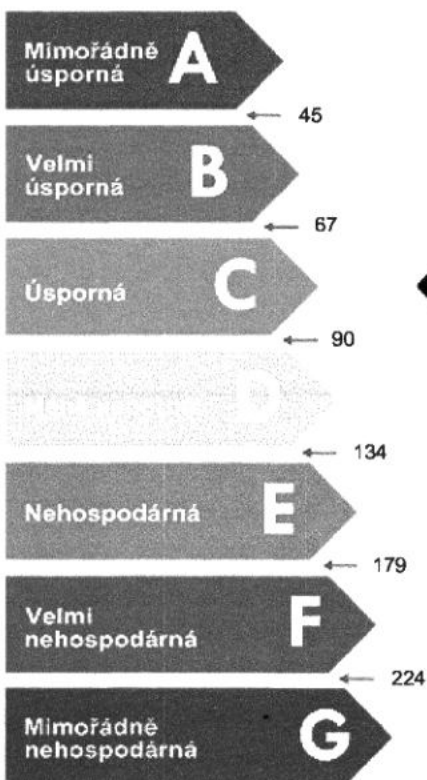 Mimořádně
úsporná
A
45
Velmi
úsporná
B
67
Úsporná
C
90
D
134
Nehospodárná
E
179
Velmi
nehospodárná
F
224
Mimořádně
nehospodárná
G